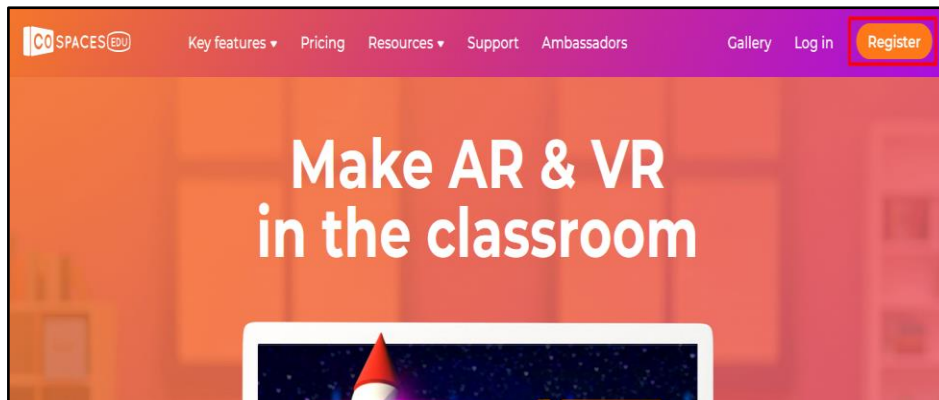 CO SPACES EDU Key features ▾ Pricing Resources ▾ Support Ambassadors Gallery Log in Register
Make AR & VR
in the classroom